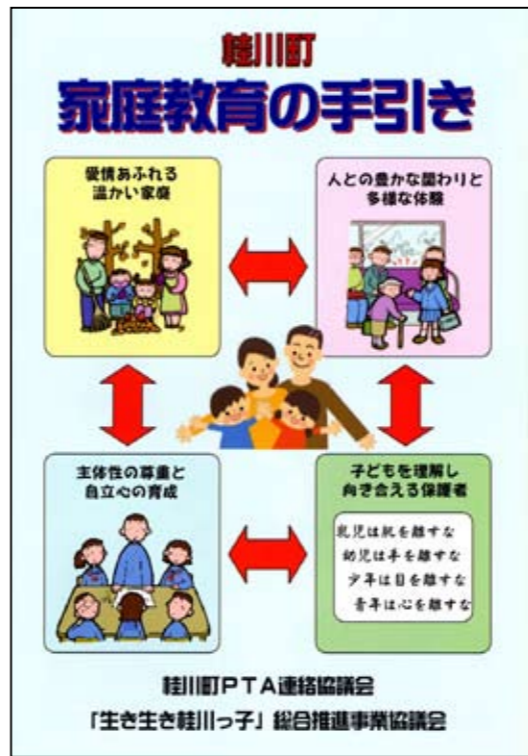 桂川町
家庭教育の手引き
愛情あふれる
温かい家庭
人との豊かな関わりと
多様な体験
主体性の尊重と
自立心の育成
子どもを理解し
向き合える保護者
乳児は肌を離すな
幼児は手を離すな
少年は目を離すな
青年は心を離すな
桂川町PTA連絡協議会
「生き生き桂川っ子」総合推進事業協議会